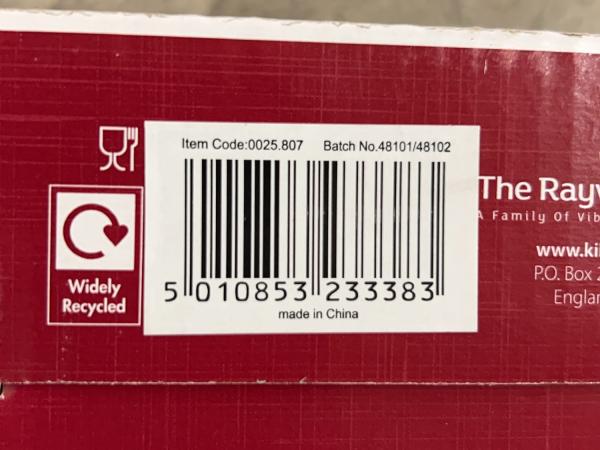 Item Code:0025.807 Batch No.48101/48102
5 010853 233383
made in China
Widely
Recycled
The Ray
A Family Of Vib
www.ki
P.O. Box 2
Englan